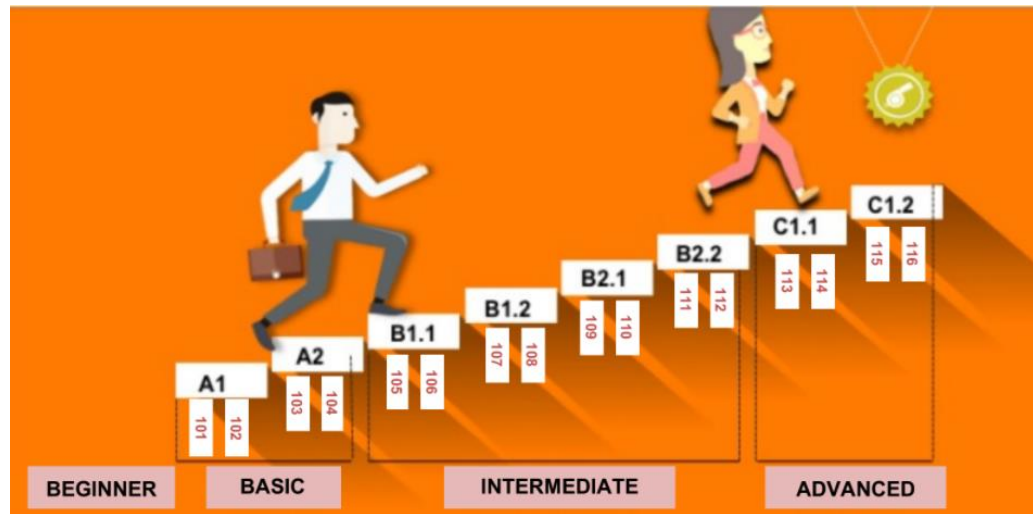 C1.2
C1.1
115 116
B2.2
113 114
B2.1
111 112
B1.2
109 110
B1.1
107 108
A2
105 106
A1
103 104
101 102
BEGINNER BASIC INTERMEDIATE ADVANCED